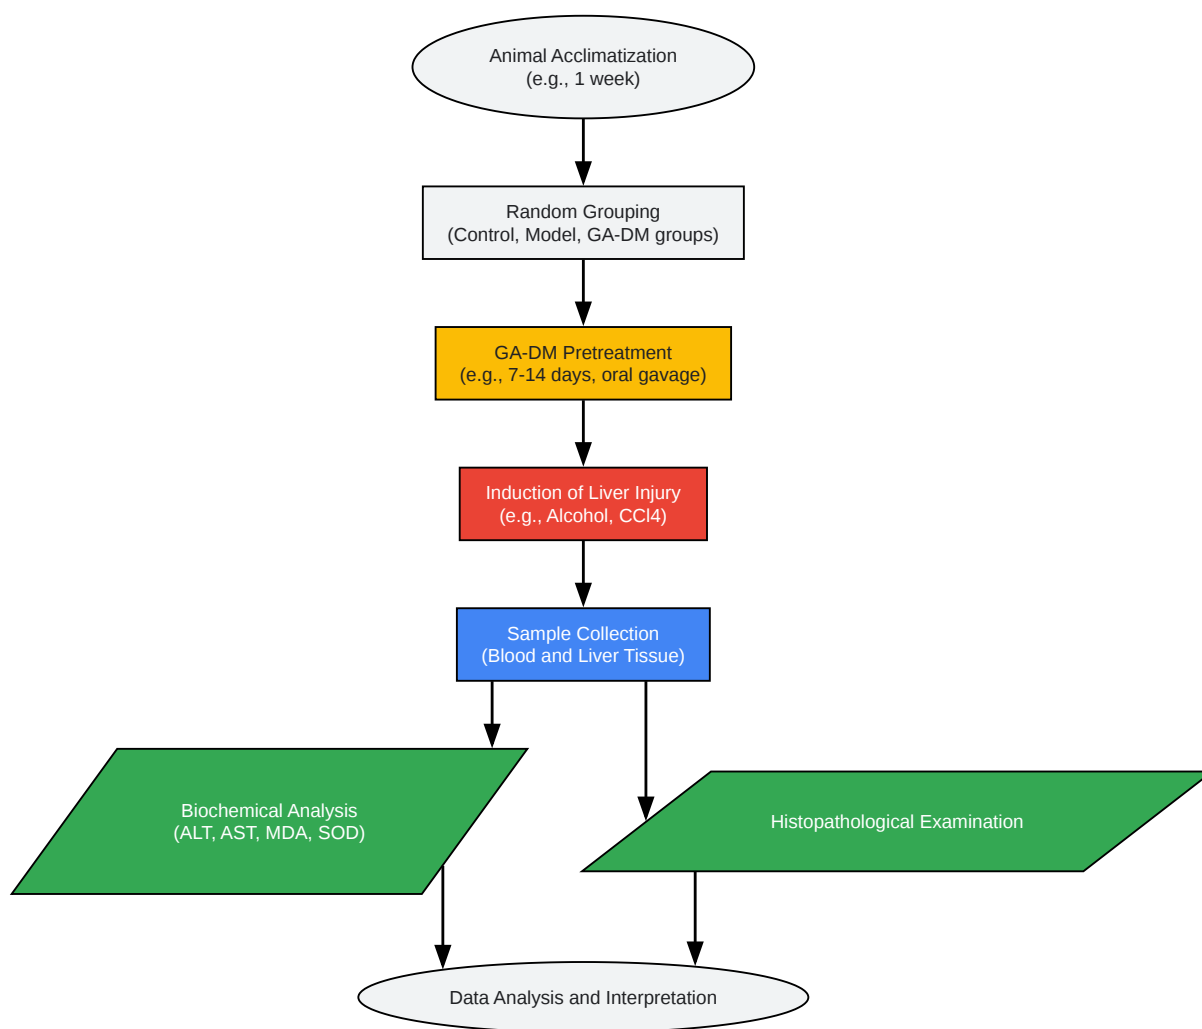 Animal Acclimatization
(e.g., 1 week)
Random Grouping
(Control, Model, GA-DM groups)
GA-DM Pretreatment
(e.g., 7-14 days, oral gavage)
Induction of Liver Injury
(e.g., Alcohol, CCl4)
Sample Collection
(Blood and Liver Tissue)
Biochemical Analysis
(ALT, AST, MDA, SOD)
Histopathological Examination
Data Analysis and Interpretation